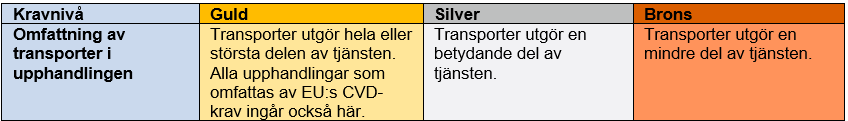 Kravnivå
Guld
Silver
Brons
Omfattning av
transporter i
upphandlingen
Transporter utgör hela eller
största delen av tjänsten.
Alla upphandlingar som
omfattas av EU:s CVD-
krav ingår också här.
Transporter utgör en
betydande del av
tjänsten.
Transporter utgör en
mindre del av tjänsten.